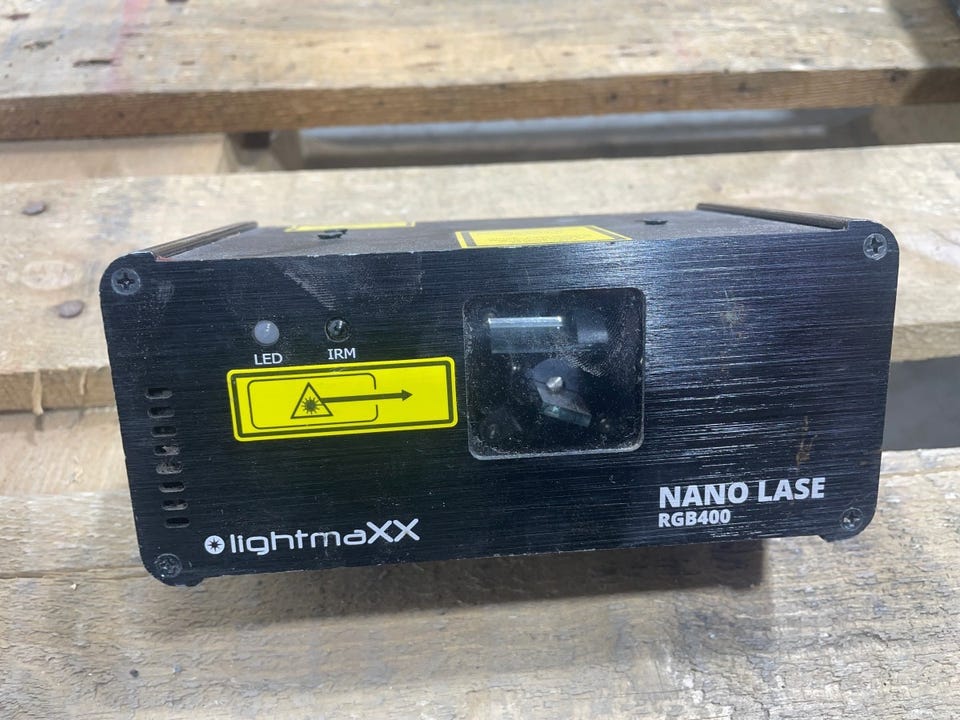 LED
IRM
lightmaXX
NANO LASE
RGB400